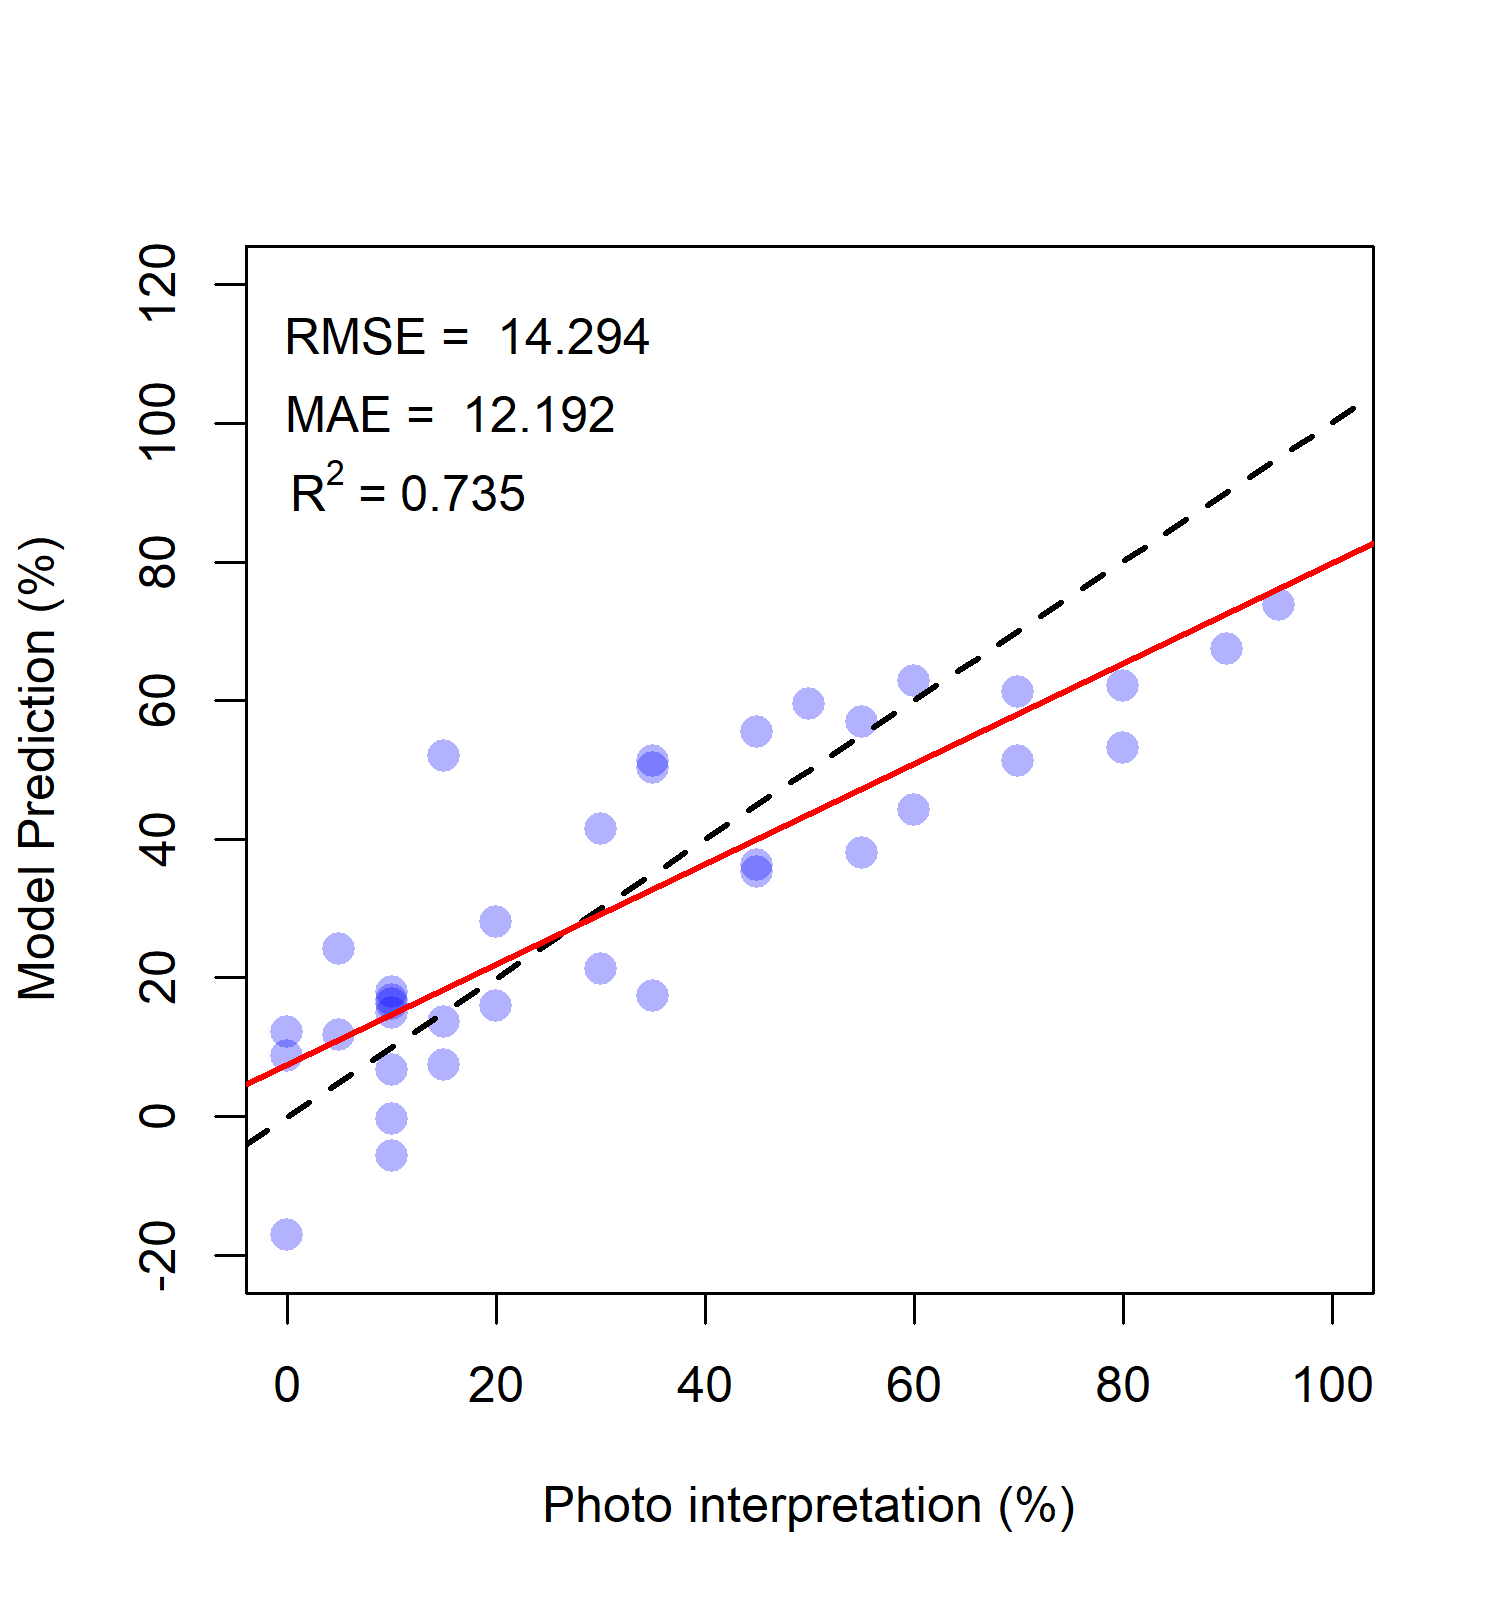 120
100
80
60
40
20
0
-20
Model Prediction (%)
RMSE =  14.294
MAE =  12.192
R² = 0.735
0 20 40 60 80 100
Photo interpretation (%)